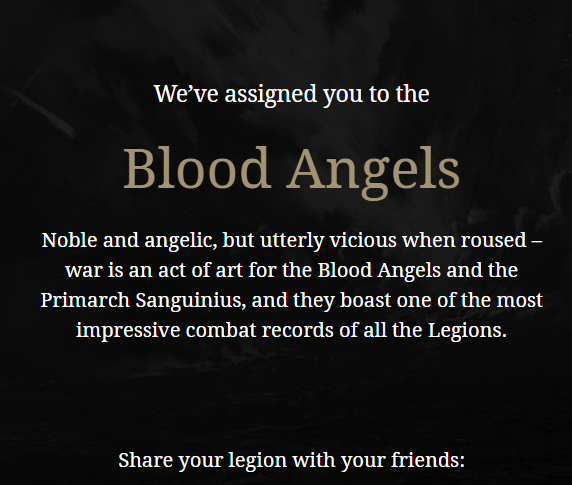 We’ve assigned you to the
Blood Angels
Noble and angelic, but utterly vicious when roused –
war is an act of art for the Blood Angels and the
Primarch Sanguinius, and they boast one of the most
impressive combat records of all the Legions.
Share your legion with your friends: